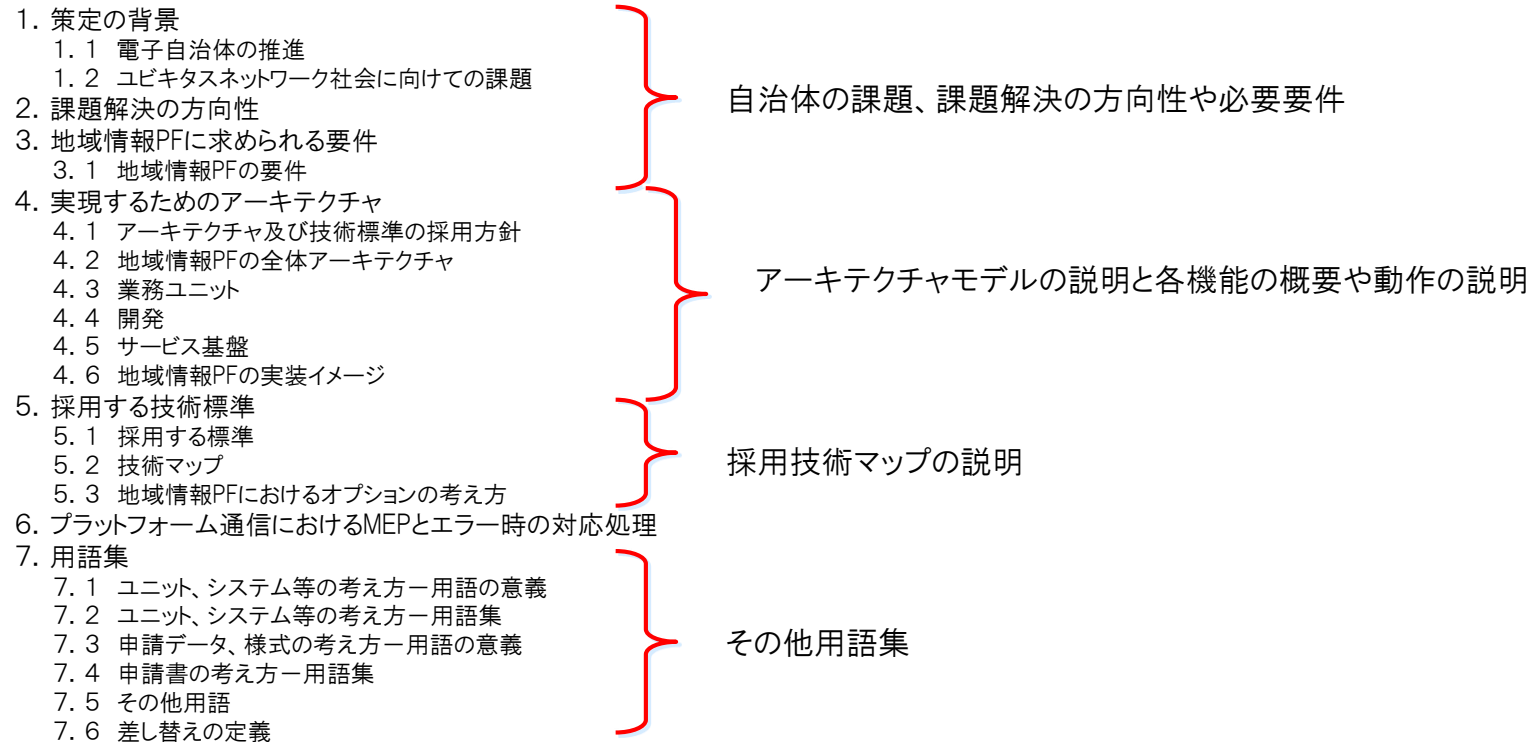 １．策定の背景
１．１ 電子自治体の推進
１．２ ユビキタスネットワーク社会に向けての課題
２．課題解決の方向性
３．地域情報PFに求められる要件
３．１ 地域情報PFの要件
自治体の課題、課題解決の方向性や必要要件
４．実現するためのアーキテクチャ
４．１ アーキテクチャ及び技術標準の採用方針
４．２ 地域情報PFの全体アーキテクチャ
４．３ 業務ユニット
４．４ 開発
４．５ サービス基盤
４．６ 地域情報PFの実装イメージ
アーキテクチャモデルの説明と各機能の概要や動作の説明
５．採用する技術標準
５．１ 採用する標準
５．２ 技術マップ
５．３ 地域情報PFにおけるオプションの考え方
採用技術マップの説明
６．プラットフォーム通信におけるMEPとエラー時の対応処理
７．用語集
７．１ ユニット、システム等の考え方－用語の意義
７．２ ユニット、システム等の考え方－用語集
７．３ 申請データ、様式の考え方－用語の意義
７．４ 申請書の考え方－用語集
７．５ その他用語
７．６ 差し替えの定義
その他用語集